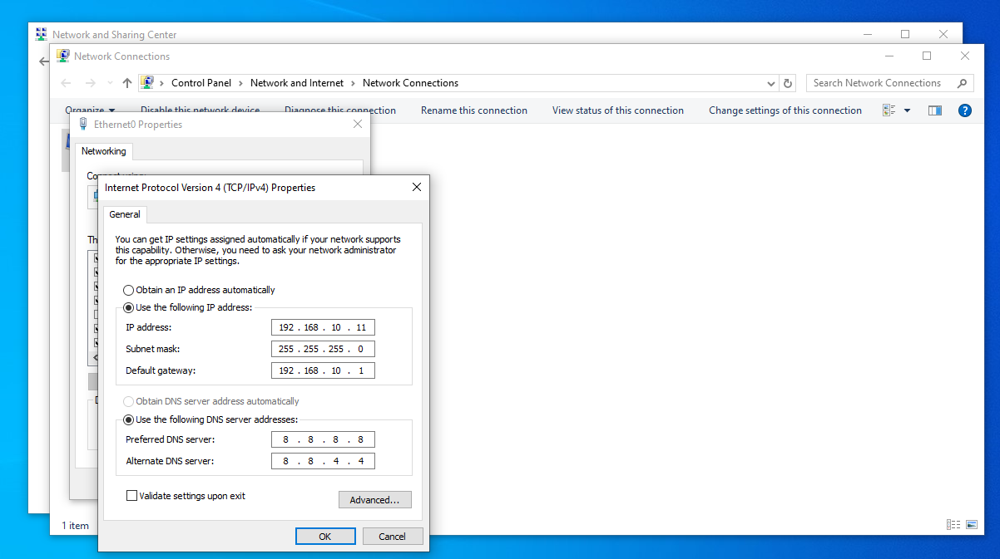 Network and Sharing Center
Network Connections
Control Panel > Network and Internet > Network Connections
Search Network Connections
Organize Disable this network device Diagnose this connection Rename this connection View status of this connection Change settings of this connection
Ethernet0 Properties
Networking
Connect using:
Internet Protocol Version 4 (TCP/IPv4) Properties
General
You can get IP settings assigned automatically if your network supports
this capability. Otherwise, you need to ask your network administrator
for the appropriate IP settings.
Obtain an IP address automatically
Use the following IP address:
IP address: 192 . 168 . 10 . 11
Subnet mask: 255 . 255 . 255 . 0
Default gateway: 192 . 168 . 10 . 1
Obtain DNS server address automatically
Use the following DNS server addresses:
Preferred DNS server: 8 . 8 . 8 . 8
Alternate DNS server: 8 . 8 . 4 . 4
Validate settings upon exit
Advanced...
OK Cancel
1 item